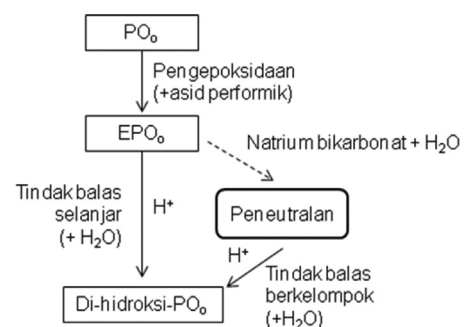 POₒ
Pengepoksidaan
(+asid performik)
EPOₒ
Natrium bikarbonat + H₂O
Tindak balas
selanjar
(+ H₂O)
H⁺
Peneutralan
H⁺
Tindak balas
berkelompok
(+H₂O)
Di-hidroksi-POₒ